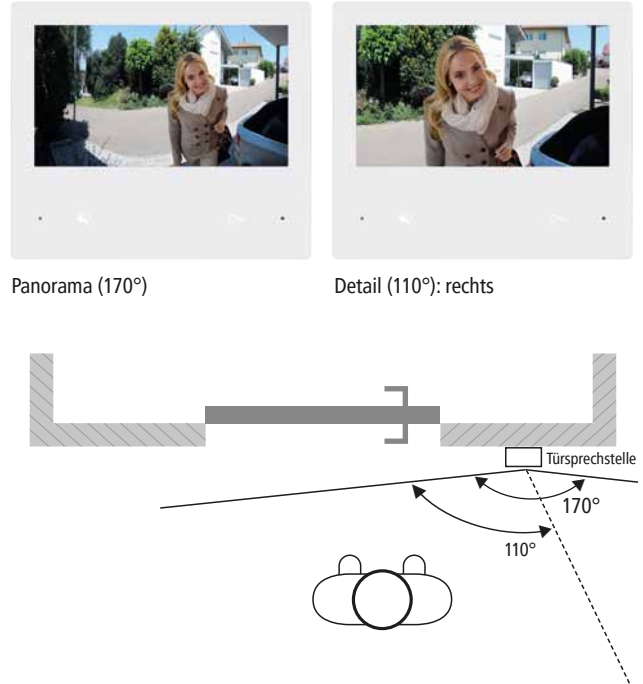 Panorama (170°)
Detail (110°): rechts
Türsprechstelle
170°
110°